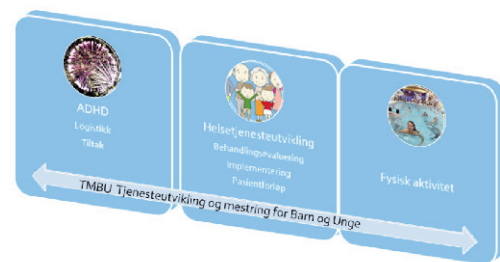 ADHD
Logistikk
Tiltak
Helsetjenesteutvikling
Behandlingsevaluering
Implementering
Pasientforløp
Fysisk aktivitet
TMBU Tjenesteutvikling og mestring for Barn og Unge